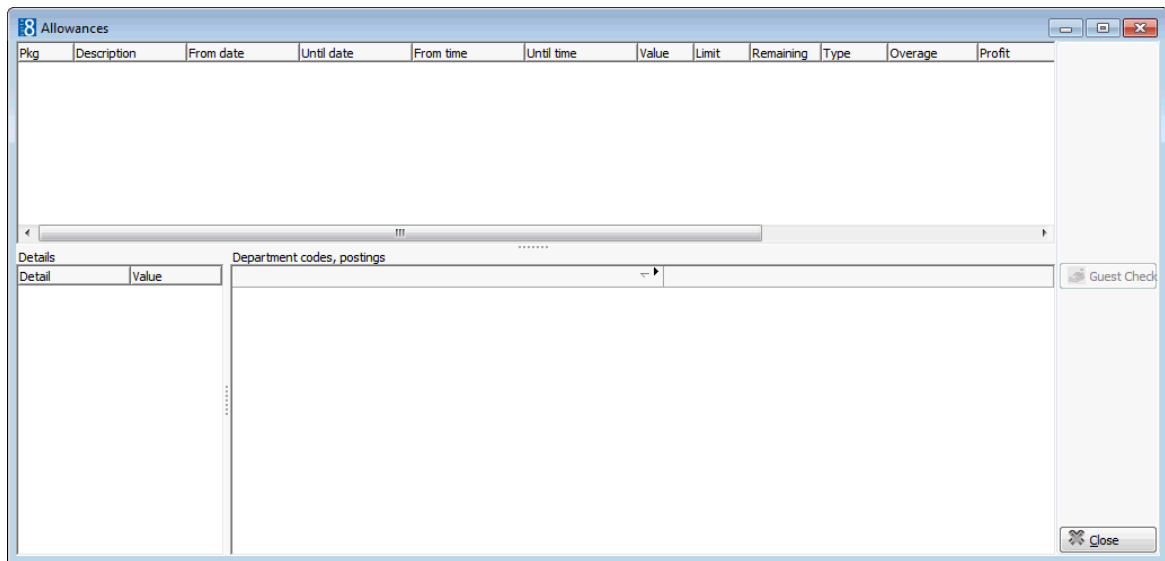 8 Allowances
Pkg Description From date Until date From time Until time Value Limit Remaining Type Overage Profit
Details Department codes, postings
Detail Value
Guest Check
Close